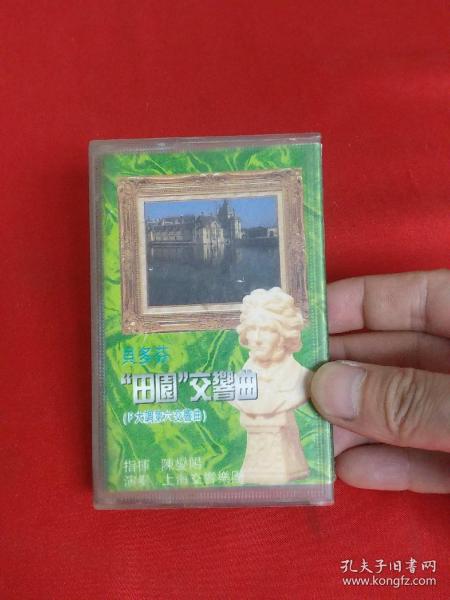 貝多芬
“田園”交響曲
(F大調第六交響曲)
指揮 陳燮陽
演奏 上海交響樂團
孔夫子旧书网
www.kongfz.com